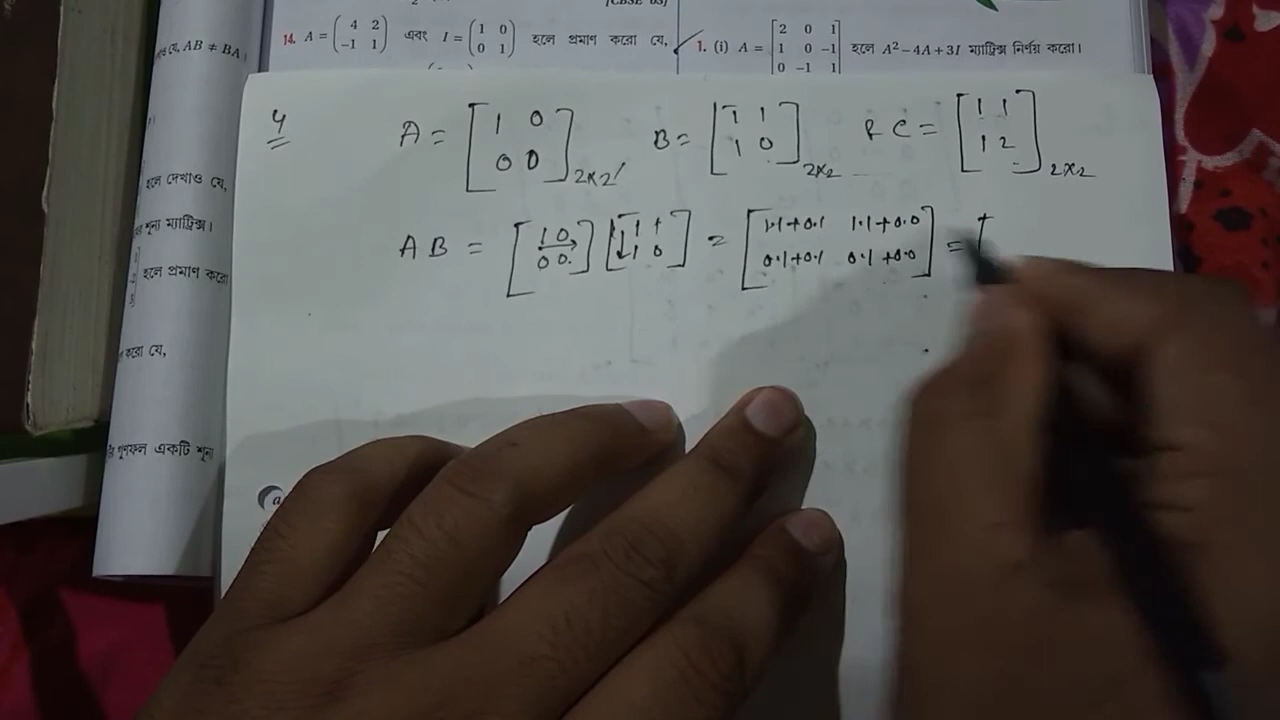 [CBSE 05]
14. A = (4 2 -1 1) এবং I = (1 0 0 1) হলে প্রমাণ করো যে,
1. (i) A = [2 0 1 1 0 -1 0 -1 1] হলে A² - 4A + 3I ম্যাট্রিক্স নির্ণয় করো।
যে, AB ≠ BA
হলে দেখাও যে,
শূন্য ম্যাট্রিক্স।
হলে প্রমাণ করো
করো যে,
গুণফল একটি শূন্য
4 A = [1 0 0 0]2×2 B = [1 1 1 0]2×2 C = [1 1 1 2]2×2
AB = [1 0 0 0] [1 1 1 0] = [1.1+0.1 1.1+0.0 0.1+0.1 0.1+0.0] = [